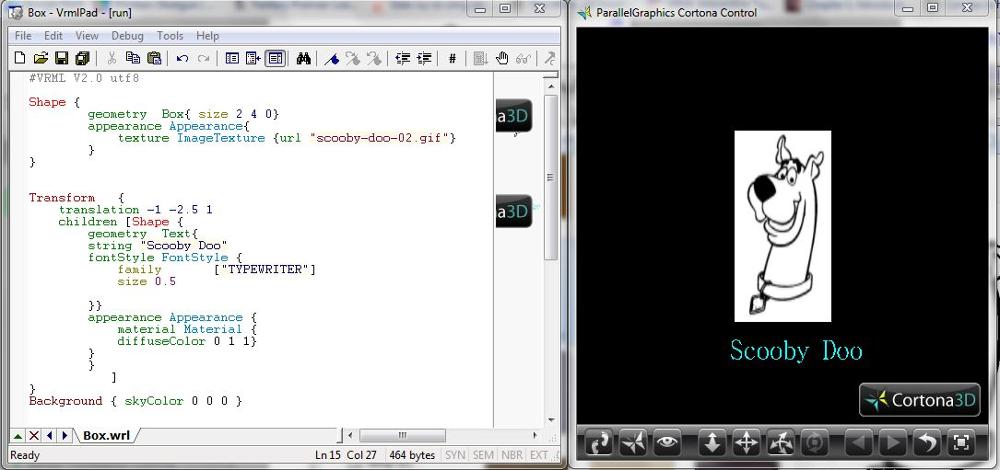 Box - VrmlPad - [run]
File Edit View Debug Tools Help
#VRML V2.0 utf8
Shape {
geometry Box{ size 2 4 0}
appearance Appearance{
texture ImageTexture {url "scooby-doo-02.gif"}
}
}
Transform {
translation -1 -2.5 1
children [Shape {
geometry Text{
string "Scooby Doo"
fontStyle FontStyle {
family ["TYPEWRITER"]
size 0.5
}}
appearance Appearance {
material Material {
diffuseColor 0 1 1}
}
}
]
}
Background { skyColor 0 0 0 }
Box.wrl
Ready Ln 15 Col 27 464 bytes SYN SEM NBR EXT
na3D
na3D
ParallelGraphics Cortona Control
Scooby Doo
Cortona3D